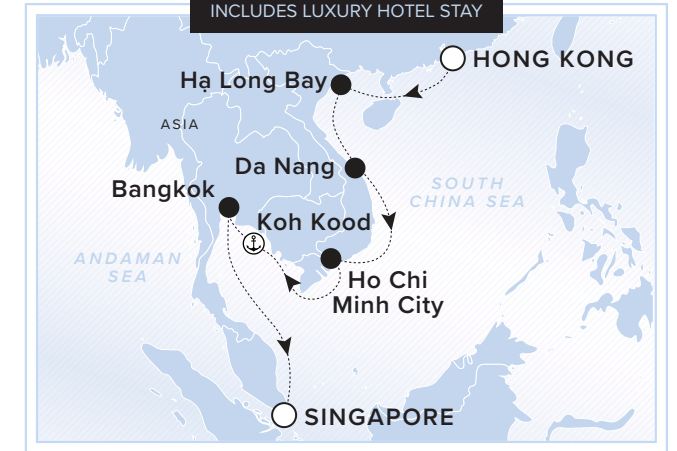 INCLUDES LUXURY HOTEL STAY
HONG KONG
Hạ Long Bay
ASIA
Da Nang
Bangkok
SOUTH
CHINA SEA
Koh Kood
ANDAMAN
SEA
Ho Chi
Minh City
SINGAPORE